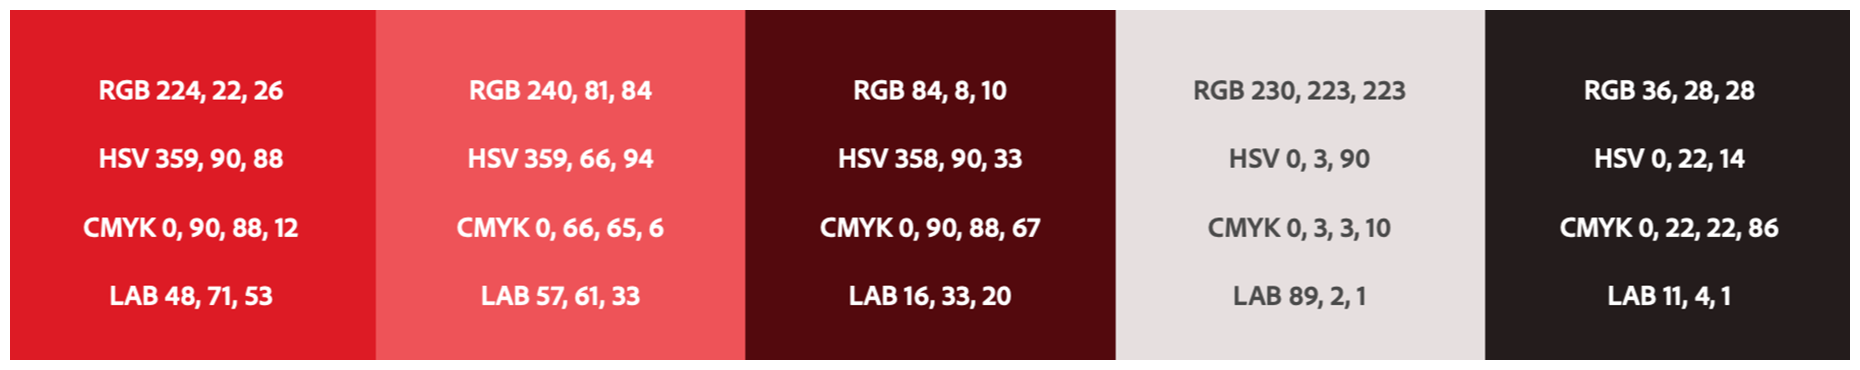 RGB 224, 22, 26
HSV 359, 90, 88
CMYK 0, 90, 88, 12
LAB 48, 71, 53
RGB 240, 81, 84
HSV 359, 66, 94
CMYK 0, 66, 65, 6
LAB 57, 61, 33
RGB 84, 8, 10
HSV 358, 90, 33
CMYK 0, 90, 88, 67
LAB 16, 33, 20
RGB 230, 223, 223
HSV 0, 3, 90
CMYK 0, 3, 3, 10
LAB 89, 2, 1
RGB 36, 28, 28
HSV 0, 22, 14
CMYK 0, 22, 22, 86
LAB 11, 4, 1